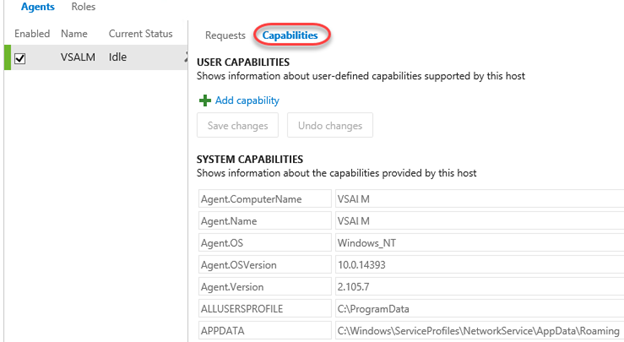 Agents Roles
Enabled Name Current Status
VSALM Idle
Requests Capabilities
USER CAPABILITIES
Shows information about user-defined capabilities supported by this host
Add capability
Save changes Undo changes
SYSTEM CAPABILITIES
Shows information about the capabilities provided by this host
Agent.ComputerName VSALM
Agent.Name VSALM
Agent.OS Windows_NT
Agent.OSVersion 10.0.14393
Agent.Version 2.105.7
ALLUSERSPROFILE C:\ProgramData
APPDATA C:\Windows\ServiceProfiles\NetworkService\AppData\Roaming